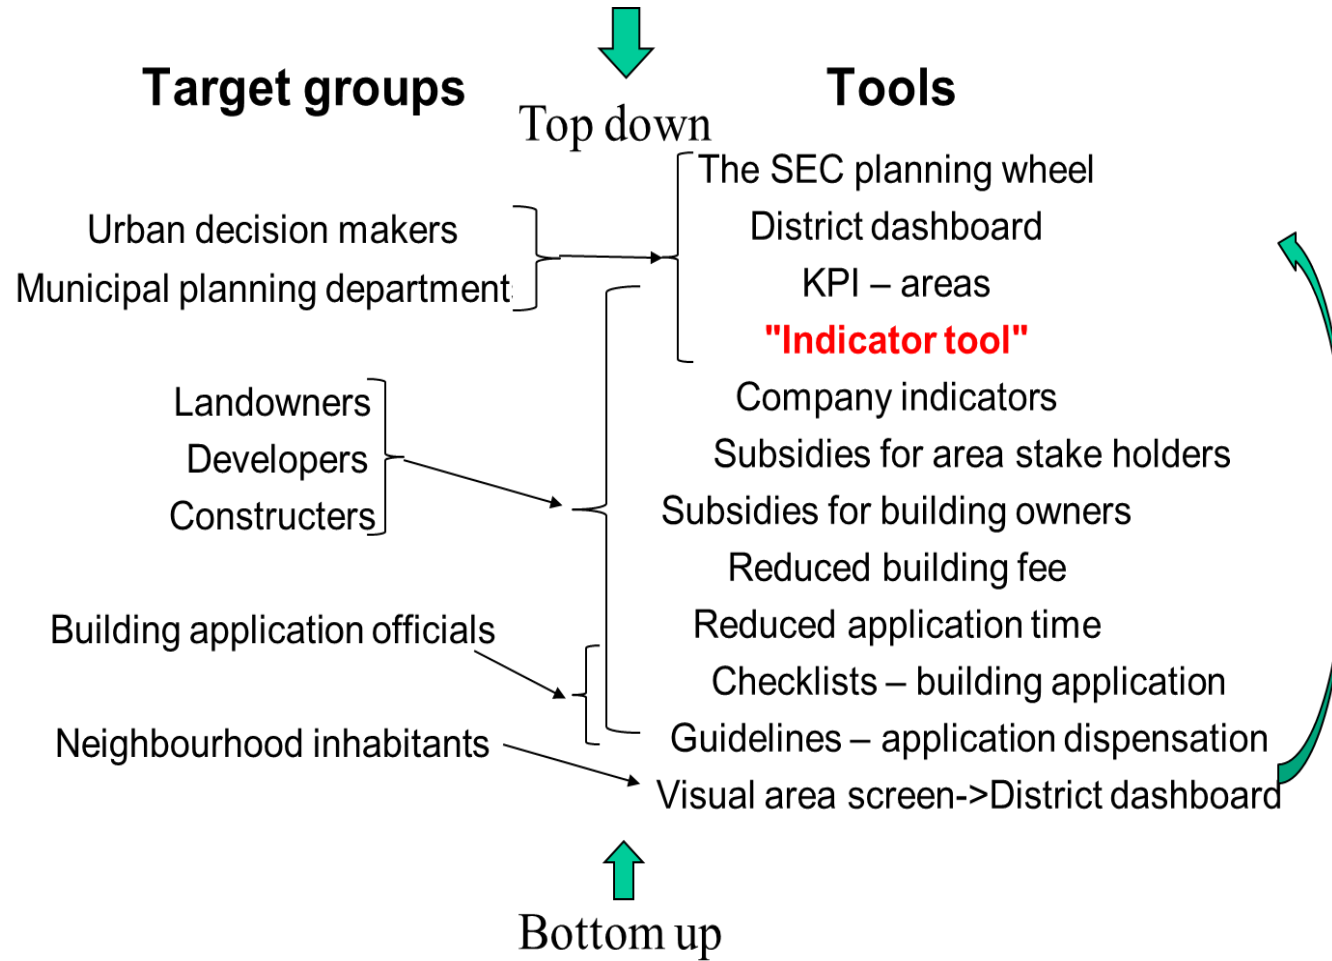 Target groups
Top down
Tools
Urban decision makers
Municipal planning department
Landowners
Developers
Constructers
Building application officials
Neighbourhood inhabitants
The SEC planning wheel
District dashboard
KPI – areas
"Indicator tool"
Company indicators
Subsidies for area stake holders
Subsidies for building owners
Reduced building fee
Reduced application time
Checklists – building application
Guidelines – application dispensation
Visual area screen->District dashboard
Bottom up